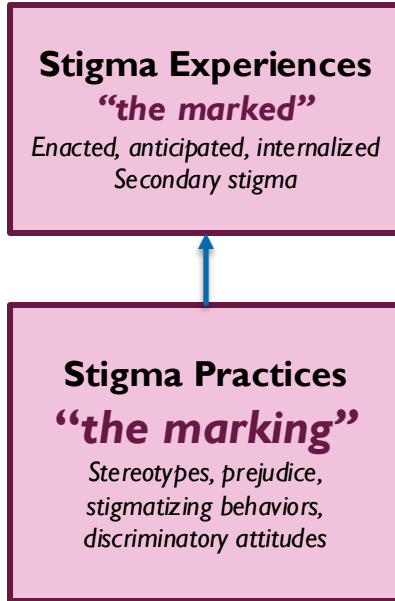 Stigma Experiences
“the marked”
Enacted, anticipated, internalized
Secondary stigma
Stigma Practices
“the marking”
Stereotypes, prejudice,
stigmatizing behaviors,
discriminatory attitudes